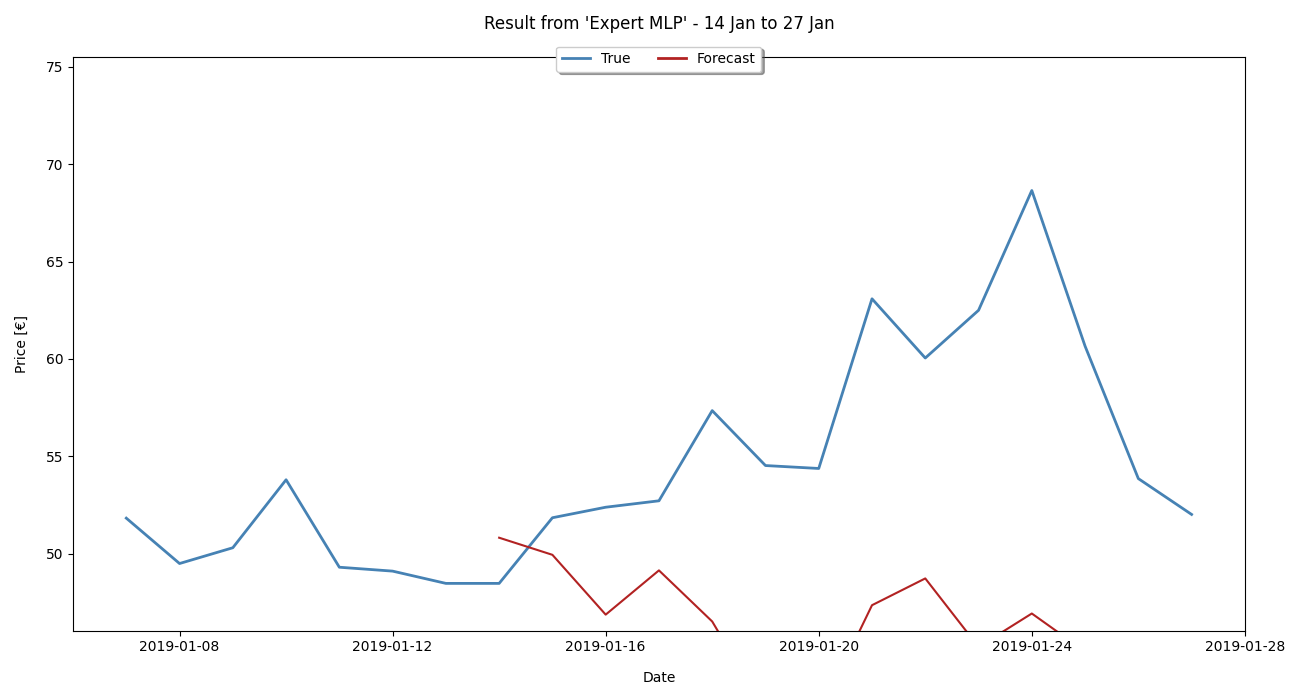 Result from 'Expert MLP' - 14 Jan to 27 Jan
True Forecast
75
70
65
60
55
50
Price [€]
2019-01-08 2019-01-12 2019-01-16 2019-01-20 2019-01-24 2019-01-28
Date